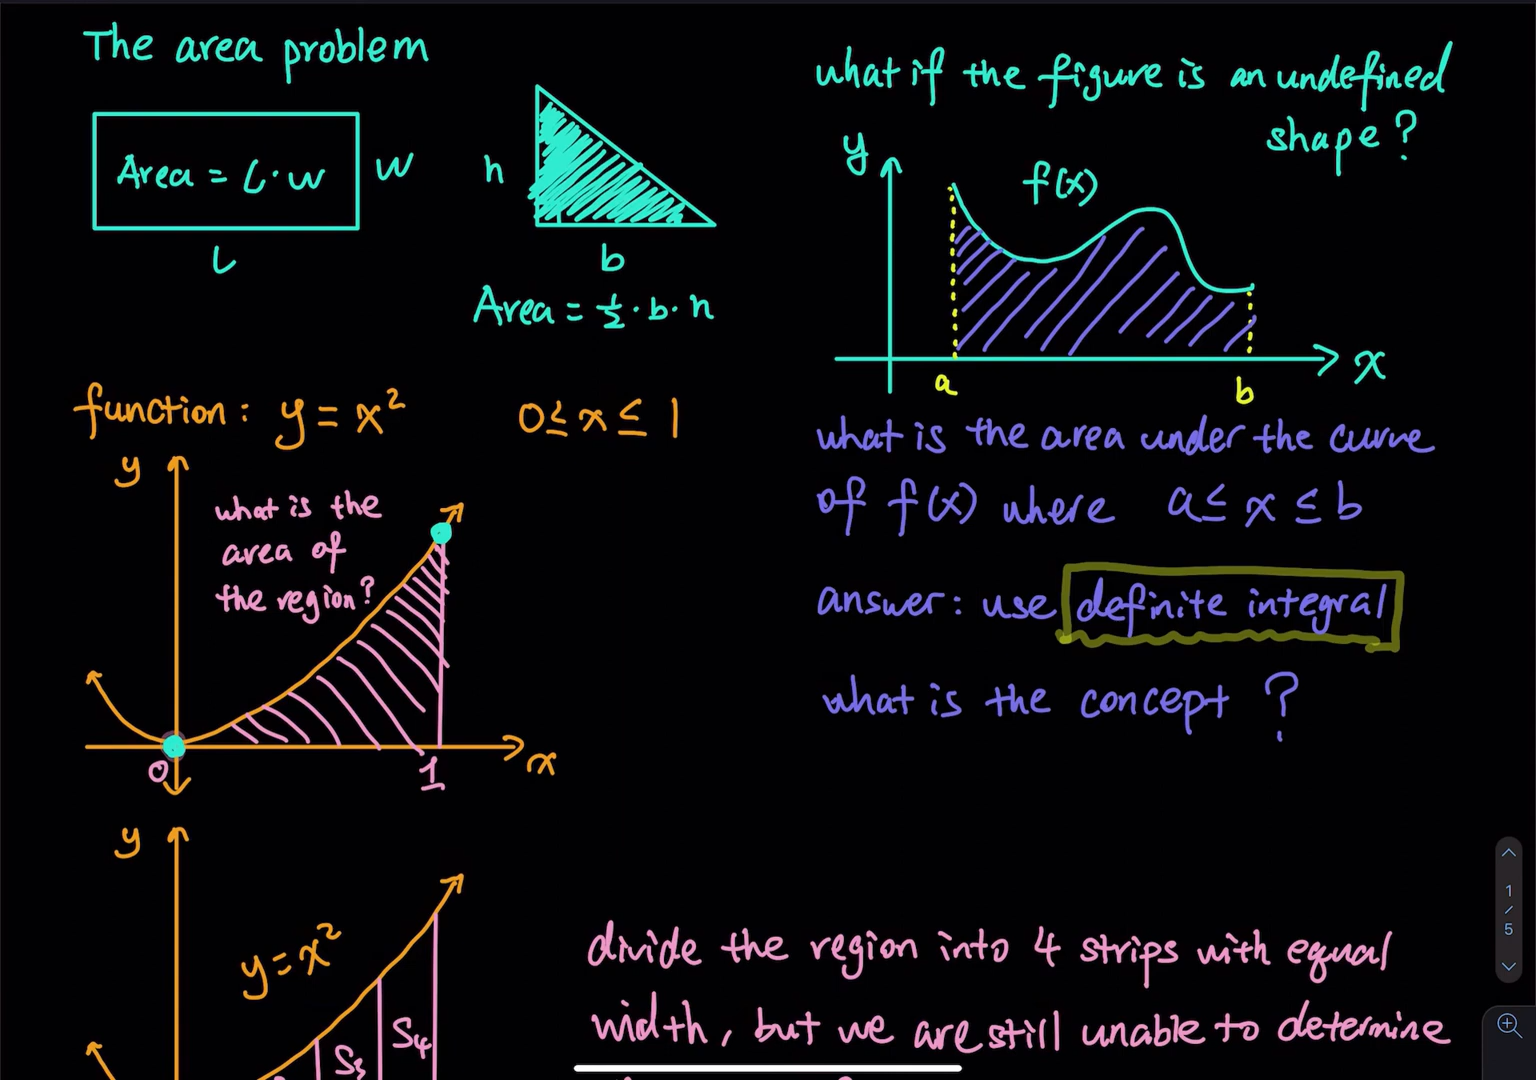 The area problem
Area = l · w
w
l
h
b
Area = 1/2 · b · h
what if the figure is an undefined
shape?
y
f(x)
x
a
b
what is the area under the curve
of f(x) where a ≤ x ≤ b
answer: use definite integral
what is the concept ?
function: y = x²
0 ≤ x ≤ 1
y
what is the
area of
the region?
0
1
x
y
y = x²
S₃
S₄
divide the region into 4 strips with equal
width, but we are still unable to determine
1
/
5